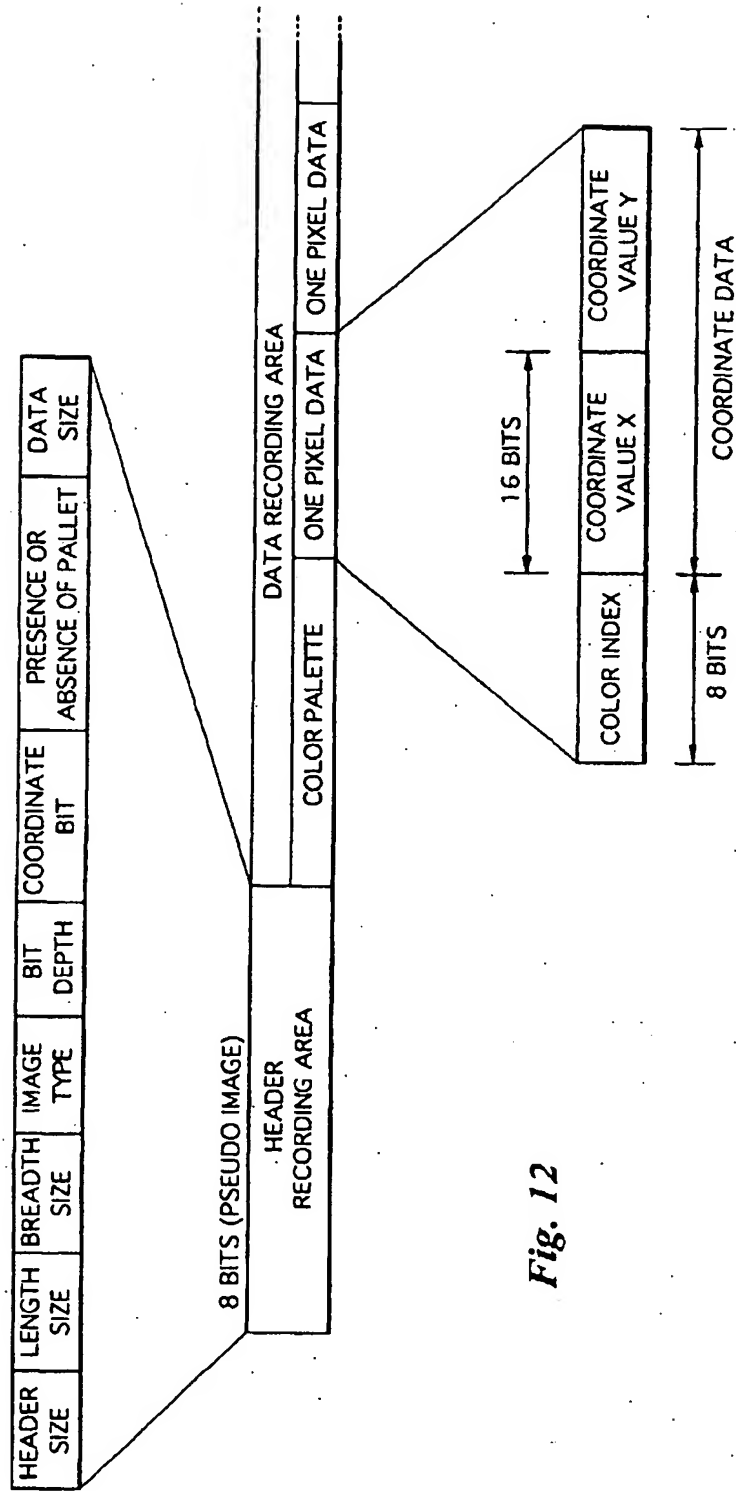 HEADER
SIZE
LENGTH
SIZE
BREADTH
SIZE
IMAGE
TYPE
BIT
DEPTH
COORDINATE
BIT
PRESENCE OR
ABSENCE OF PALLET
DATA
SIZE
8 BITS (PSEUDO IMAGE)
HEADER
RECORDING AREA
DATA RECORDING AREA
COLOR PALETTE
ONE PIXEL DATA
ONE PIXEL DATA
16 BITS
COLOR INDEX
COORDINATE
VALUE X
COORDINATE
VALUE Y
8 BITS
COORDINATE DATA
Fig. 12